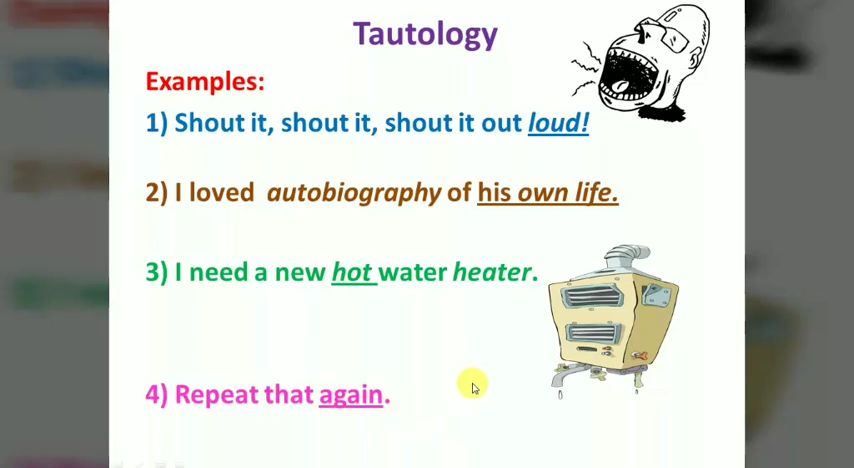 Tautology
Examples:
1) Shout it, shout it, shout it out loud!
2) I loved autobiography of his own life.
3) I need a new hot water heater.
4) Repeat that again.